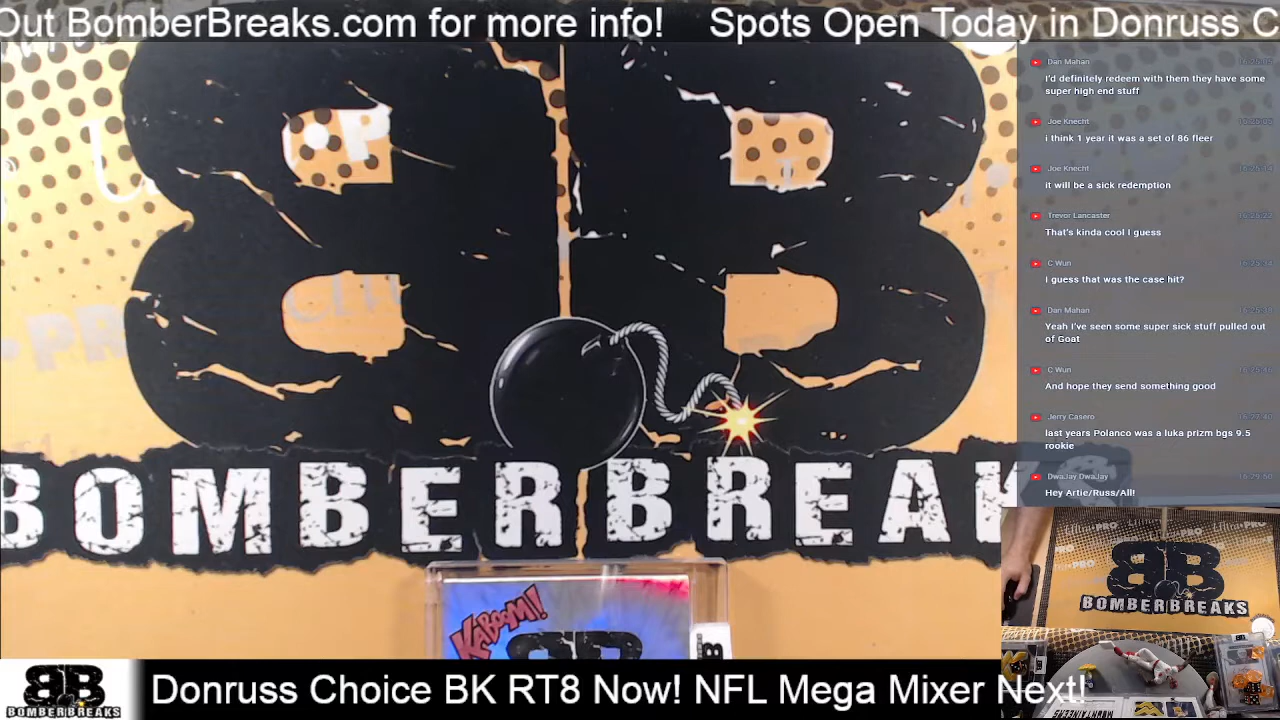 Out BomberBreaks.com for more info! Spots Open Today in Donruss C
Dan Mahan
I'd definitely redeem with them they have some
super high end stuff
Joe Knecht
i think 1 year it was a set of 86 fleer
Joe Knecht
it will be a sick redemption
Trevor Lancaster
That's kinda cool I guess
C Wun
I guess that was the case hit?
Dan Mahan
Yeah I've seen some super sick stuff pulled out
of Goat
C Wun
And hope they send something good
Jerry Casero
last years Polanco was a luka prizm bgs 9.5
rookie
DwaJay DwaJay
Hey Artie/Russ/All!
BB
BOMBERBREAK
KABOOM!!
BB
BOMBERBREAKS
BB
BOMBERBREAKS
Donruss Choice BK RT8 Now! NFL Mega Mixer Next!